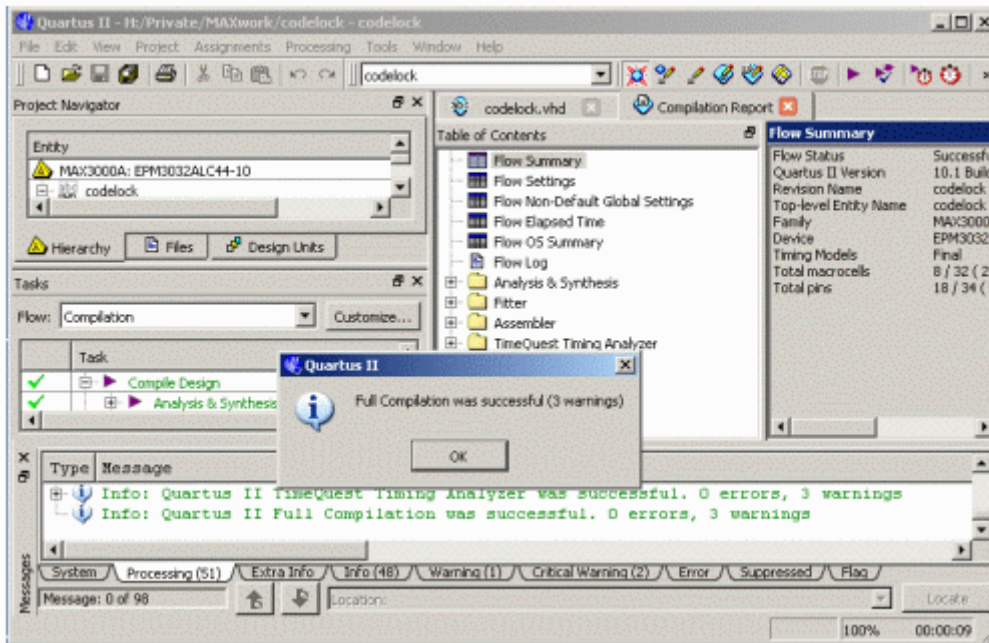 Quartus II - H:/Private/MAXwork/codelock - codelock
File Edit View Project Assignments Processing Tools Window Help
codelock
Project Navigator
Entity
MAX3000A: EPM3032ALC44-10
codelock
Hierarchy Files Design Units
Tasks
Flow: Compilation Customize...
Task
Compile Design
Analysis & Synthesis
codelock.vhd Compilation Report
Table of Contents
Flow Summary
Flow Settings
Flow Non-Default Global Settings
Flow Elapsed Time
Flow OS Summary
Flow Log
Analysis & Synthesis
Fitter
Assembler
TimeQuest Timing Analyzer
Flow Summary
Flow Status Successfu
Quartus II Version 10.1 Build
Revision Name codelock
Top-level Entity Name codelock
Family MAX3000
Device EPM3032
Timing Models Final
Total macrocells 8 / 32 ( 2
Total pins 18 / 34 (
Quartus II
Full Compilation was successful (3 warnings)
OK
Type Message
Info: Quartus II TimeQuest Timing Analyzer was successful. 0 errors, 3 warnings
Info: Quartus II Full Compilation was successful. 0 errors, 3 warnings
System Processing (51) Extra Info Info (48) Warning (1) Critical Warning (2) Error Suppressed Flag
Messages
Message: 0 of 98 Location: Locate
100% 00:00:09